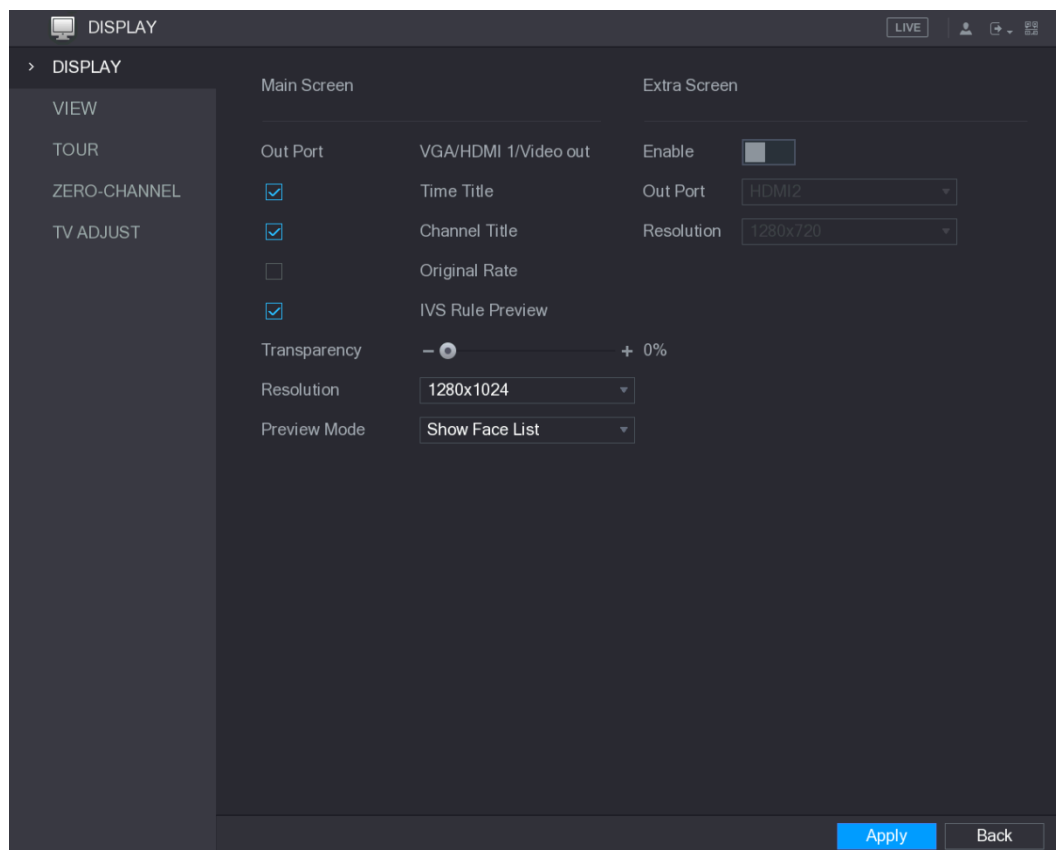 DISPLAY
LIVE
DISPLAY
VIEW
TOUR
ZERO-CHANNEL
TV ADJUST
Main Screen
Out Port VGA/HDMI 1/Video out
Time Title
Channel Title
Original Rate
IVS Rule Preview
Transparency 0%
Resolution 1280x1024
Preview Mode Show Face List
Extra Screen
Enable
Out Port HDMI2
Resolution 1280x720
Apply
Back